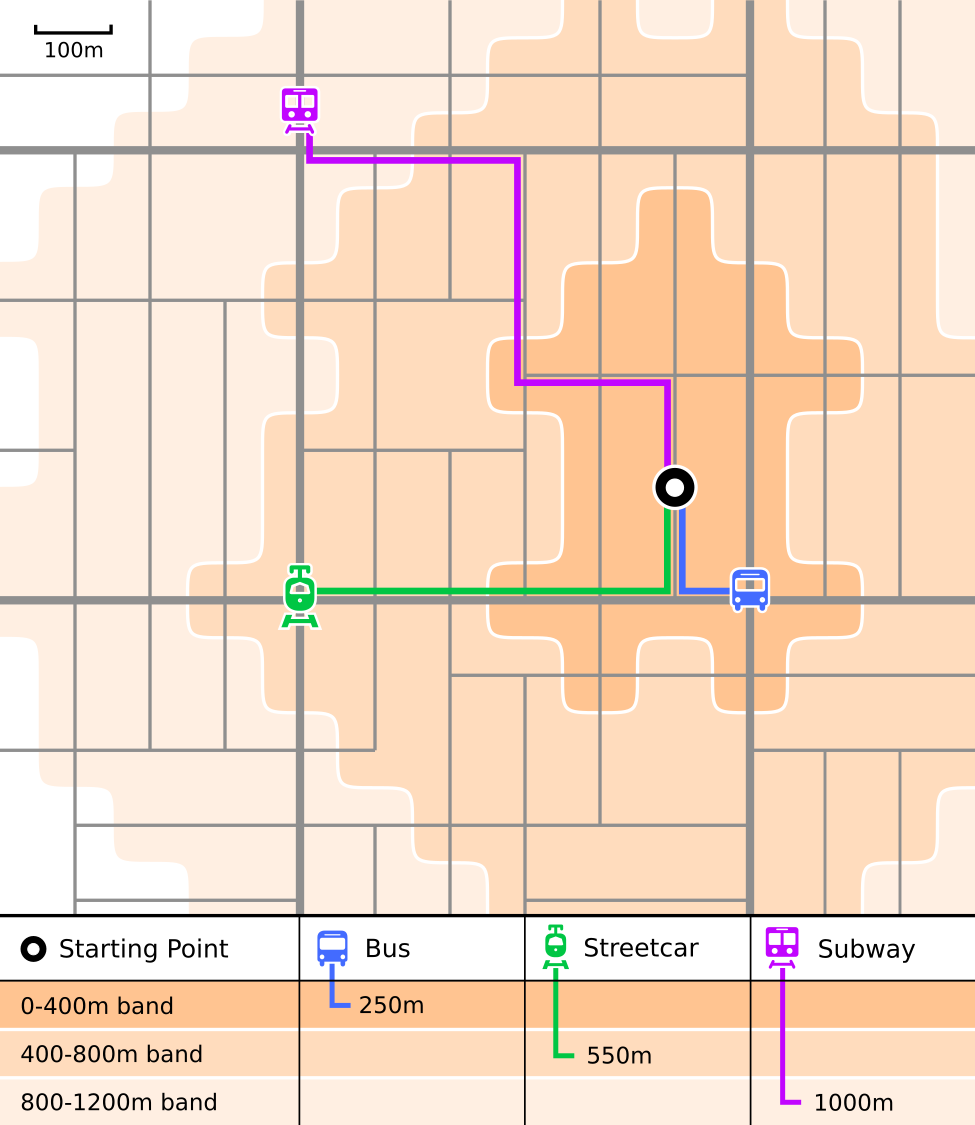 100m
Starting Point
Bus
Streetcar
Subway
0-400m band
250m
400-800m band
550m
800-1200m band
1000m